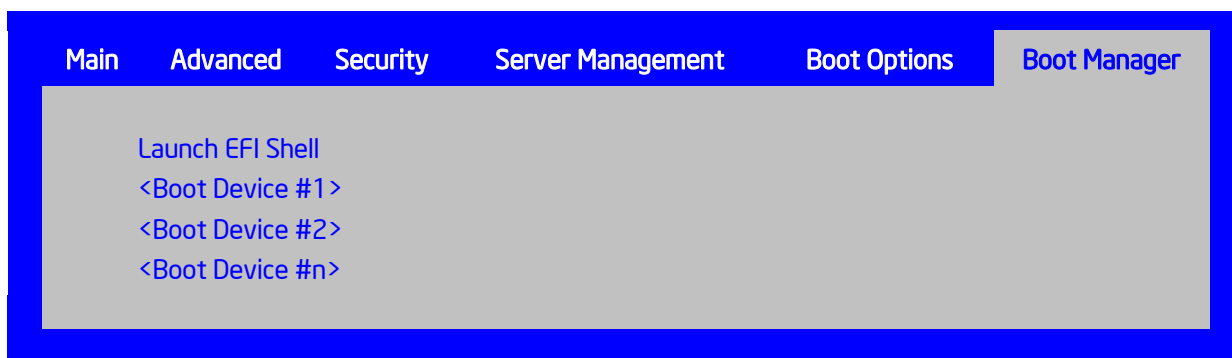 Main Advanced Security Server Management Boot Options Boot Manager
Launch EFI Shell
<Boot Device #1>
<Boot Device #2>
<Boot Device #n>